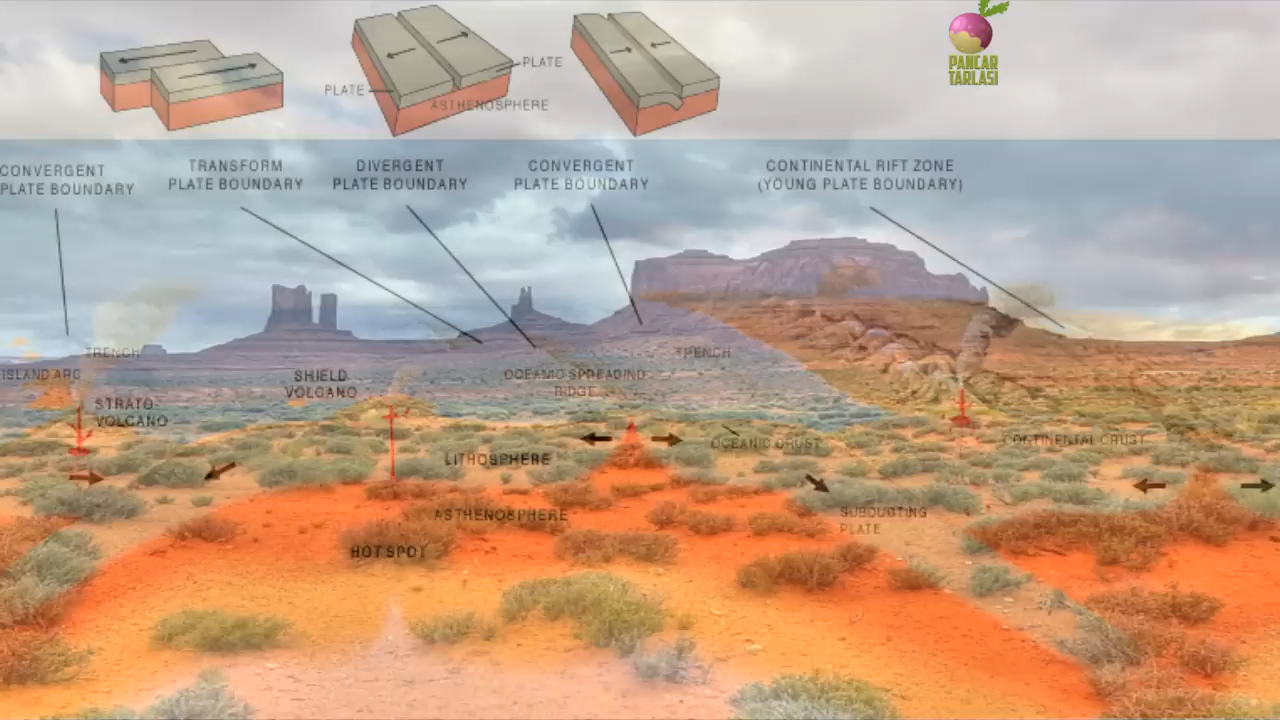 PANCAR
TARLASI
PLATE
PLATE
ASTHENOSPHERE
CONVERGENT
PLATE BOUNDARY
TRANSFORM
PLATE BOUNDARY
DIVERGENT
PLATE BOUNDARY
CONVERGENT
PLATE BOUNDARY
CONTINENTAL RIFT ZONE
(YOUNG PLATE BOUNDARY)
TRENCH
ISLAND ARC
STRATO-
VOLCANO
SHIELD
VOLCANO
OCEANIC SPREADING
RIDGE
TRENCH
OCEANIC CRUST
CONTINENTAL CRUST
LITHOSPHERE
ASTHENOSPHERE
HOT SPOT
SUBDUCTING
PLATE